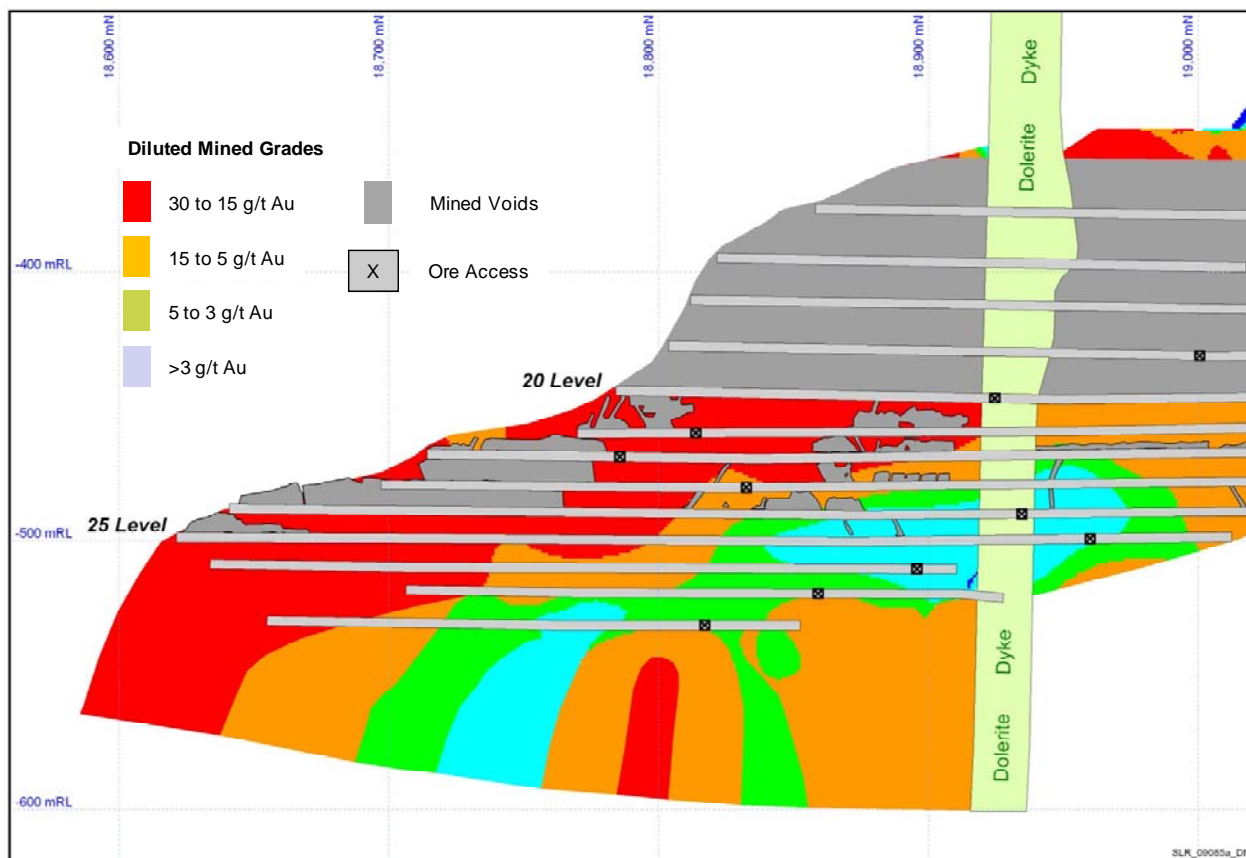 18,600 mN
18,700 mN
18,800 mN
18,900 mN
19,000 mN
Dolerite Dyke
Diluted Mined Grades
30 to 15 g/t Au
Mined Voids
15 to 5 g/t Au
X
Ore Access
-400 mRL
5 to 3 g/t Au
>3 g/t Au
20 Level
25 Level
-500 mRL
Dolerite Dyke
-600 mRL